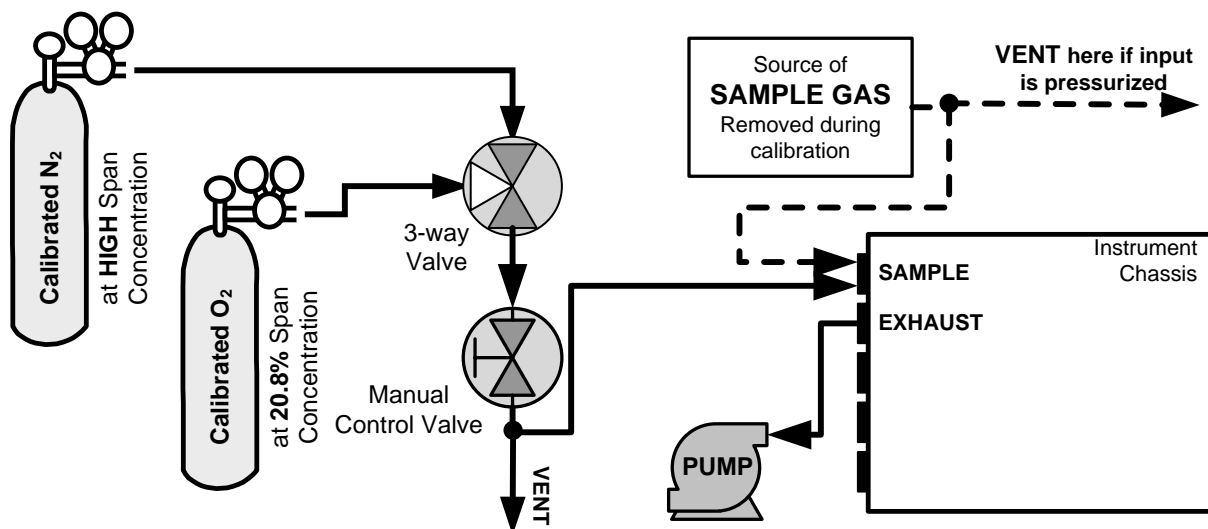 Calibrated N₂
at HIGH Span
Concentration
Calibrated O₂
at 20.8% Span
Concentration
3-way
Valve
Manual
Control Valve
VENT
Source of
SAMPLE GAS
Removed during
calibration
VENT here if input
is pressurized
SAMPLE
EXHAUST
Instrument
Chassis
PUMP